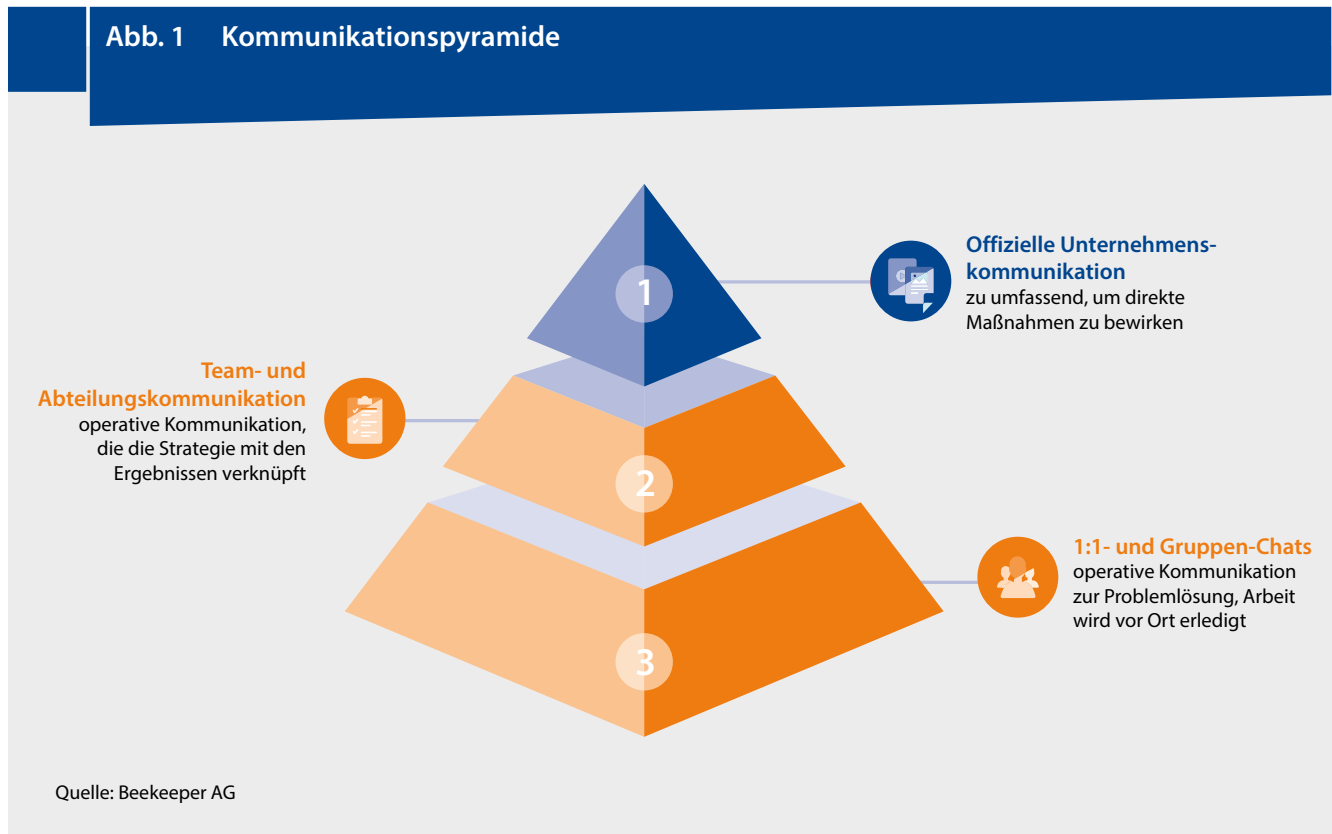 Abb. 1 Kommunikationspyramide
1
Offizielle Unternehmens-
kommunikation
zu umfassend, um direkte
Maßnahmen zu bewirken
Team- und
Abteilungskommunikation
operative Kommunikation,
die die Strategie mit den
Ergebnissen verknüpft
2
1:1- und Gruppen-Chats
operative Kommunikation
zur Problemlösung, Arbeit
wird vor Ort erledigt
3
Quelle: Beekeeper AG